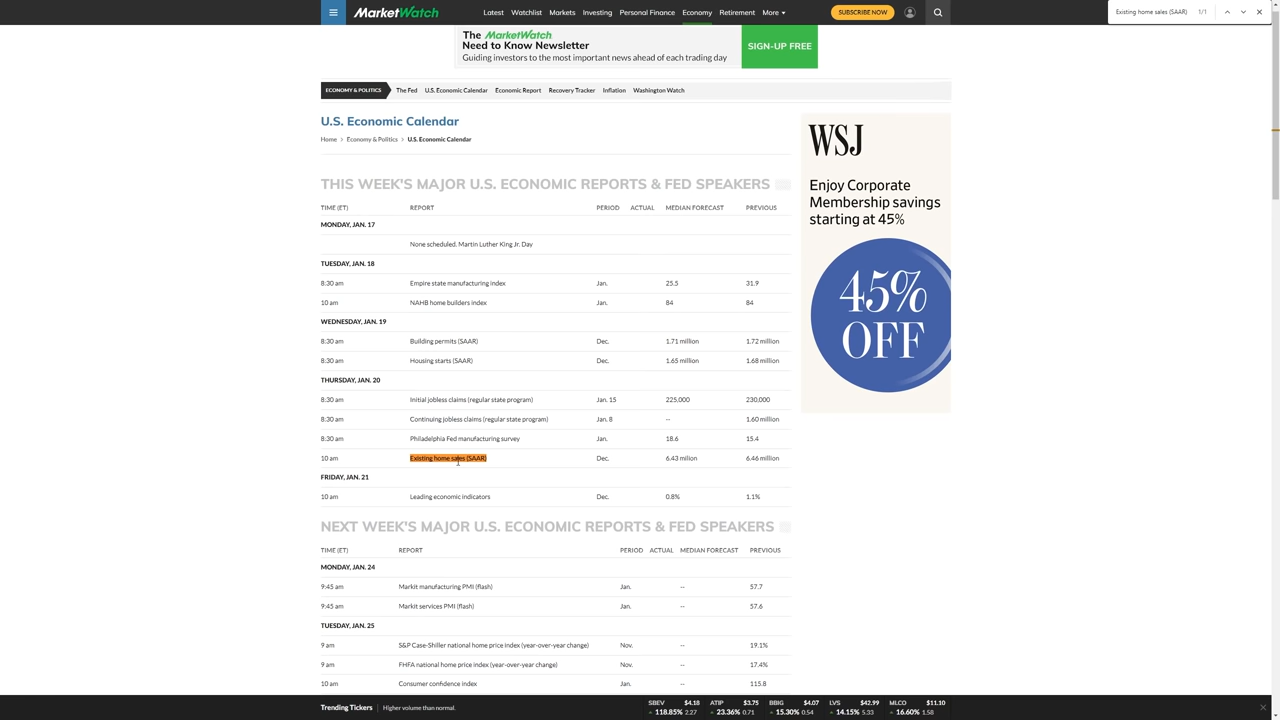 MarketWatch Latest Watchlist Markets Investing Personal Finance Economy Retirement More SUBSCRIBE NOW Existing home sales (SAAR) 1/1
The MarketWatch
Need to Know Newsletter
Guiding investors to the most important news ahead of each trading day
SIGN-UP FREE
ECONOMY & POLITICS The Fed U.S. Economic Calendar Economic Report Recovery Tracker Inflation Washington Watch
U.S. Economic Calendar
Home > Economy & Politics > U.S. Economic Calendar
THIS WEEK'S MAJOR U.S. ECONOMIC REPORTS & FED SPEAKERS
TIME (ET) REPORT PERIOD ACTUAL MEDIAN FORECAST PREVIOUS
MONDAY, JAN. 17
None scheduled. Martin Luther King Jr. Day
TUESDAY, JAN. 18
8:30 am Empire state manufacturing index Jan. 25.5 31.9
10 am NAHB home builders index Jan. 84 84
WEDNESDAY, JAN. 19
8:30 am Building permits (SAAR) Dec. 1.71 million 1.72 million
8:30 am Housing starts (SAAR) Dec. 1.65 million 1.68 million
THURSDAY, JAN. 20
8:30 am Initial jobless claims (regular state program) Jan. 15 225,000 230,000
8:30 am Continuing jobless claims (regular state program) Jan. 8 -- 1.60 million
8:30 am Philadelphia Fed manufacturing survey Jan. 18.6 15.4
10 am Existing home sales (SAAR) Dec. 6.43 milion 6.46 million
FRIDAY, JAN. 21
10 am Leading economic indicators Dec. 0.8% 1.1%
NEXT WEEK'S MAJOR U.S. ECONOMIC REPORTS & FED SPEAKERS
TIME (ET) REPORT PERIOD ACTUAL MEDIAN FORECAST PREVIOUS
MONDAY, JAN. 24
9:45 am Markit manufacturing PMI (flash) Jan. -- 57.7
9:45 am Markit services PMI (flash) Jan. -- 57.6
TUESDAY, JAN. 25
9 am S&P Case-Shiller national home price index (year-over-year change) Nov. -- 19.1%
9 am FHFA national home price index (year-over-year change) Nov. -- 17.4%
10 am Consumer confidence index Jan. -- 115.8
WSJ
Enjoy Corporate
Membership savings
starting at 45%
45%
OFF
Trending Tickers | Higher volume than normal.
SBEV $4.18 ATIP $3.75 BBIG $4.07 LVS $42.99 MLCO $11.10
118.85% 2.27 23.36% 0.71 15.30% 0.54 14.15% 5.33 16.60% 1.58